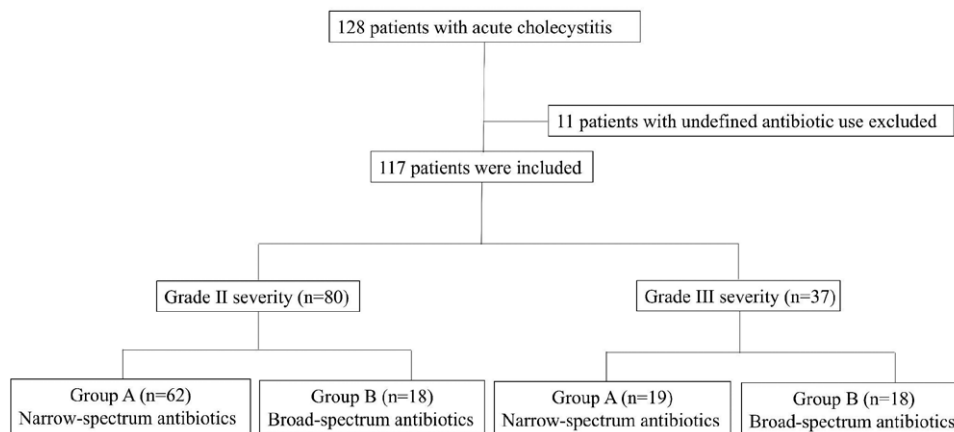 128 patients with acute cholecystitis
11 patients with undefined antibiotic use excluded
117 patients were included
Grade II severity (n=80)
Grade III severity (n=37)
Group A (n=62)
Narrow-spectrum antibiotics
Group B (n=18)
Broad-spectrum antibiotics
Group A (n=19)
Narrow-spectrum antibiotics
Group B (n=18)
Broad-spectrum antibiotics